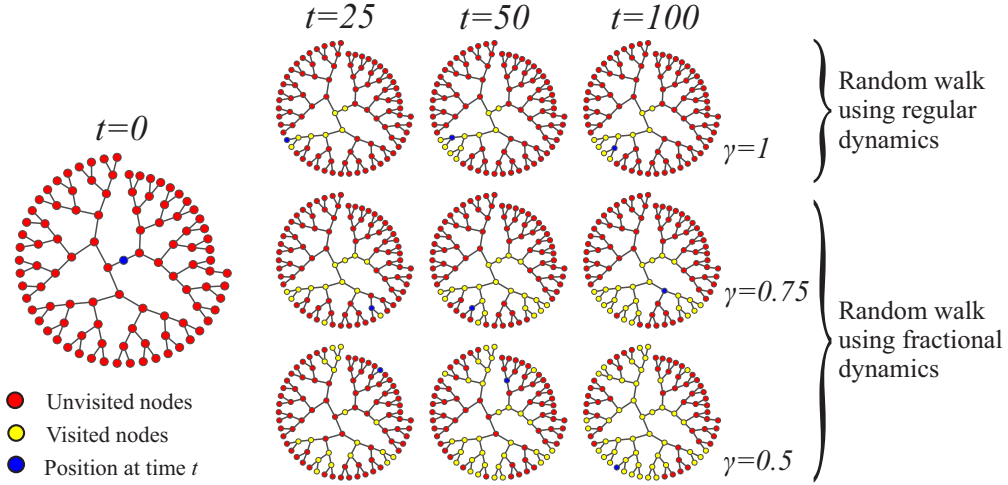 t=25
t=50
t=100
t=0
γ=1
Random walk
using regular
dynamics
γ=0.75
Random walk
using fractional
dynamics
γ=0.5
Unvisited nodes
Visited nodes
Position at time t